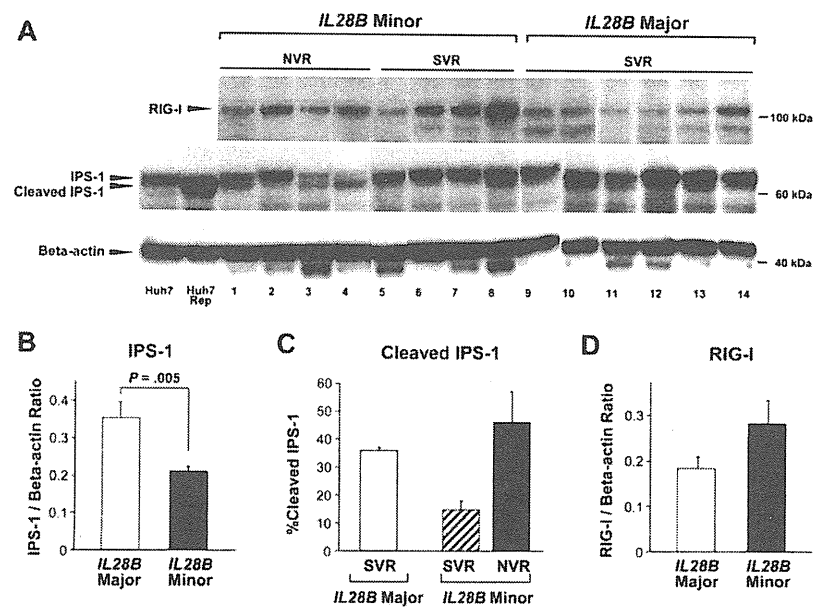 A
IL28B Minor
IL28B Major
NVR
SVR
SVR
RIG-I
100 kDa
IPS-1
Cleaved IPS-1
60 kDa
Beta-actin
40 kDa
Huh7 Huh7 Rep 1 2 3 4 5 6 7 8 9 10 11 12 13 14
B
IPS-1
P = .005
IPS-1 / Beta-actin Ratio
0.4
0.3
0.2
0.1
0
IL28B Major
IL28B Minor
C
Cleaved IPS-1
%Cleaved IPS-1
60
50
40
30
20
10
0
SVR
SVR
NVR
IL28B Major
IL28B Minor
D
RIG-I
RIG-I / Beta-actin Ratio
0.3
0.2
0.1
0
IL28B Major
IL28B Minor